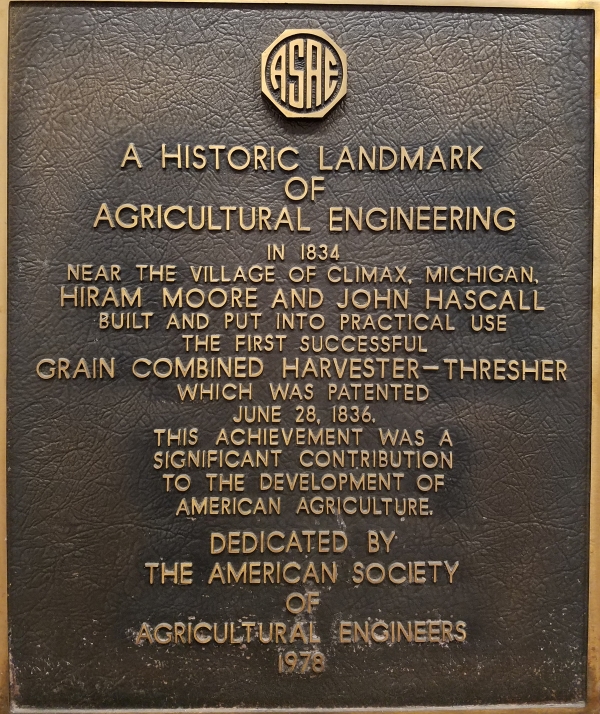 ASAE
A HISTORIC LANDMARK
OF
AGRICULTURAL ENGINEERING
IN 1834
NEAR THE VILLAGE OF CLIMAX, MICHIGAN,
HIRAM MOORE AND JOHN HASCALL
BUILT AND PUT INTO PRACTICAL USE
THE FIRST SUCCESSFUL
GRAIN COMBINED HARVESTER-THRESHER
WHICH WAS PATENTED
JUNE 28, 1836.
THIS ACHIEVEMENT WAS A
SIGNIFICANT CONTRIBUTION
TO THE DEVELOPMENT OF
AMERICAN AGRICULTURE.
DEDICATED BY
THE AMERICAN SOCIETY
OF
AGRICULTURAL ENGINEERS
1978